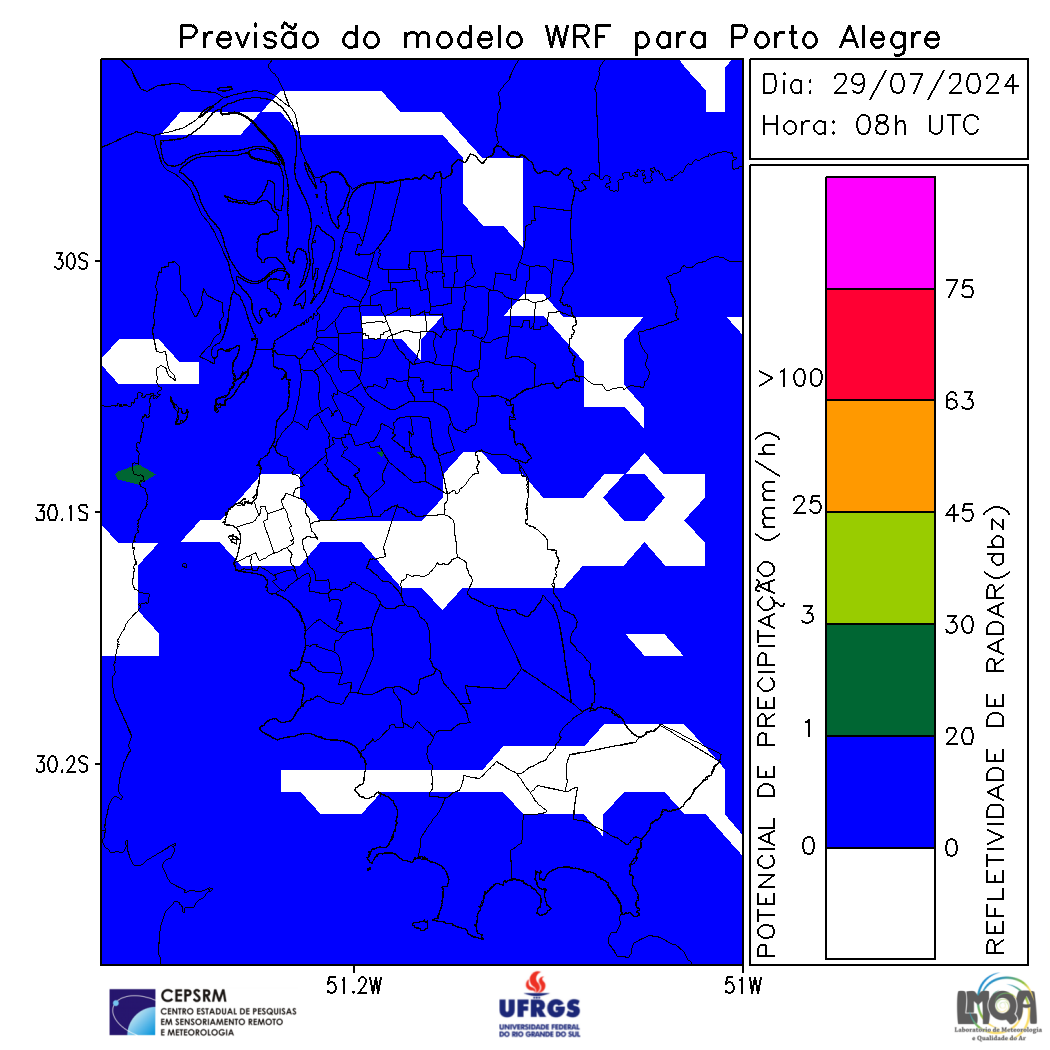 Previsão do modelo WRF para Porto Alegre
Dia: 29/07/2024
Hora: 08h UTC
30S
30.1S
30.2S
51.2W
51W
POTENCIAL DE PRECIPITAÇÃO (mm/h)
>100
25
3
1
0
75
63
45
30
20
0
REFLETIVIDADE DE RADAR(dbz)
CEPSRM
CENTRO ESTADUAL DE PESQUISAS
EM SENSORIAMENTO REMOTO
E METEOROLOGIA
UFRGS
UNIVERSIDADE FEDERAL
DO RIO GRANDE DO SUL
LMQA
Laboratório de Meteorologia
e Qualidade do Ar